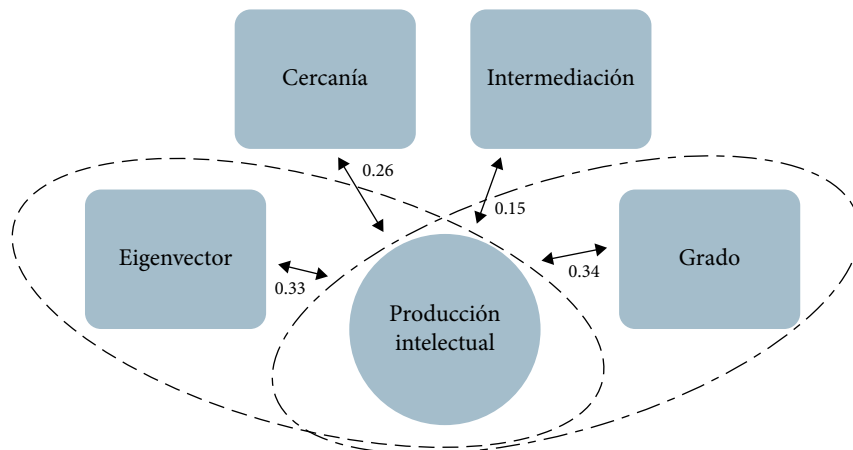 Cercanía
Intermediación
0.26
0.15
Eigenvector
0.33
0.34
Grado
Producción
intelectual